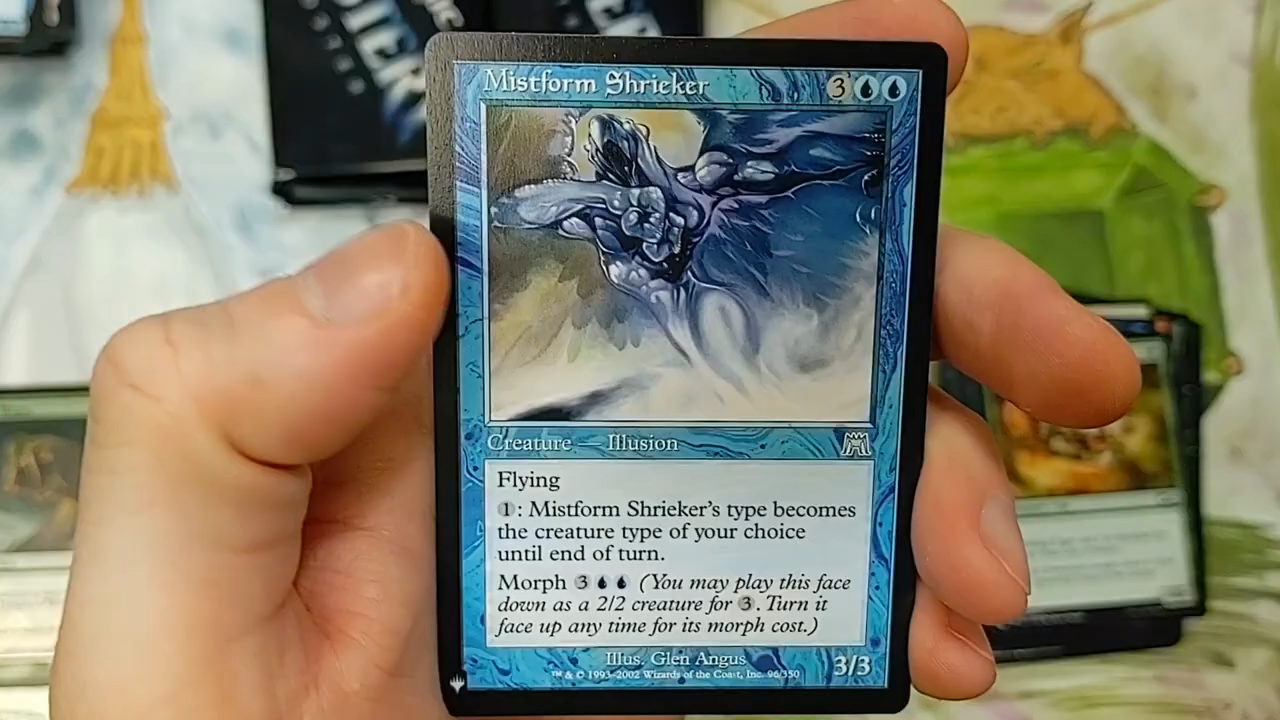 Mistform Shrieker 3
Creature — Illusion
Flying
1: Mistform Shrieker's type becomes
the creature type of your choice
until end of turn.
Morph 3 (You may play this face
down as a 2/2 creature for 3. Turn it
face up any time for its morph cost.)
Illus. Glen Angus
3/3
™ & © 1993-2002 Wizards of the Coast, Inc. 96/350